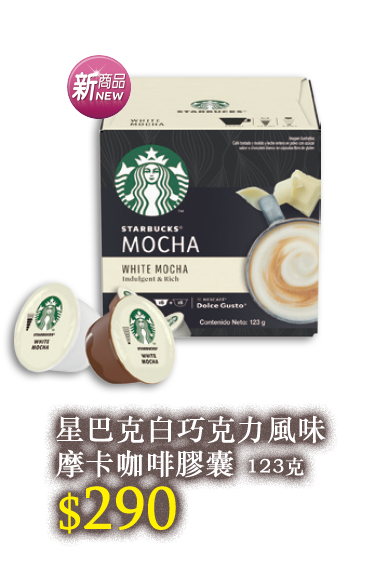 新商品
NEW
STARBUCKS
WHITE
MOCHA
STARBUCKS®
MOCHA
WHITE MOCHA
Indulgent & Rich
NESCAFÉ
Dolce Gusto
Contenido Neto: 123 g
WHITE
MOCHA
WHITE
MOCHA
星巴克白巧克力風味
摩卡咖啡膠囊 123克
$290